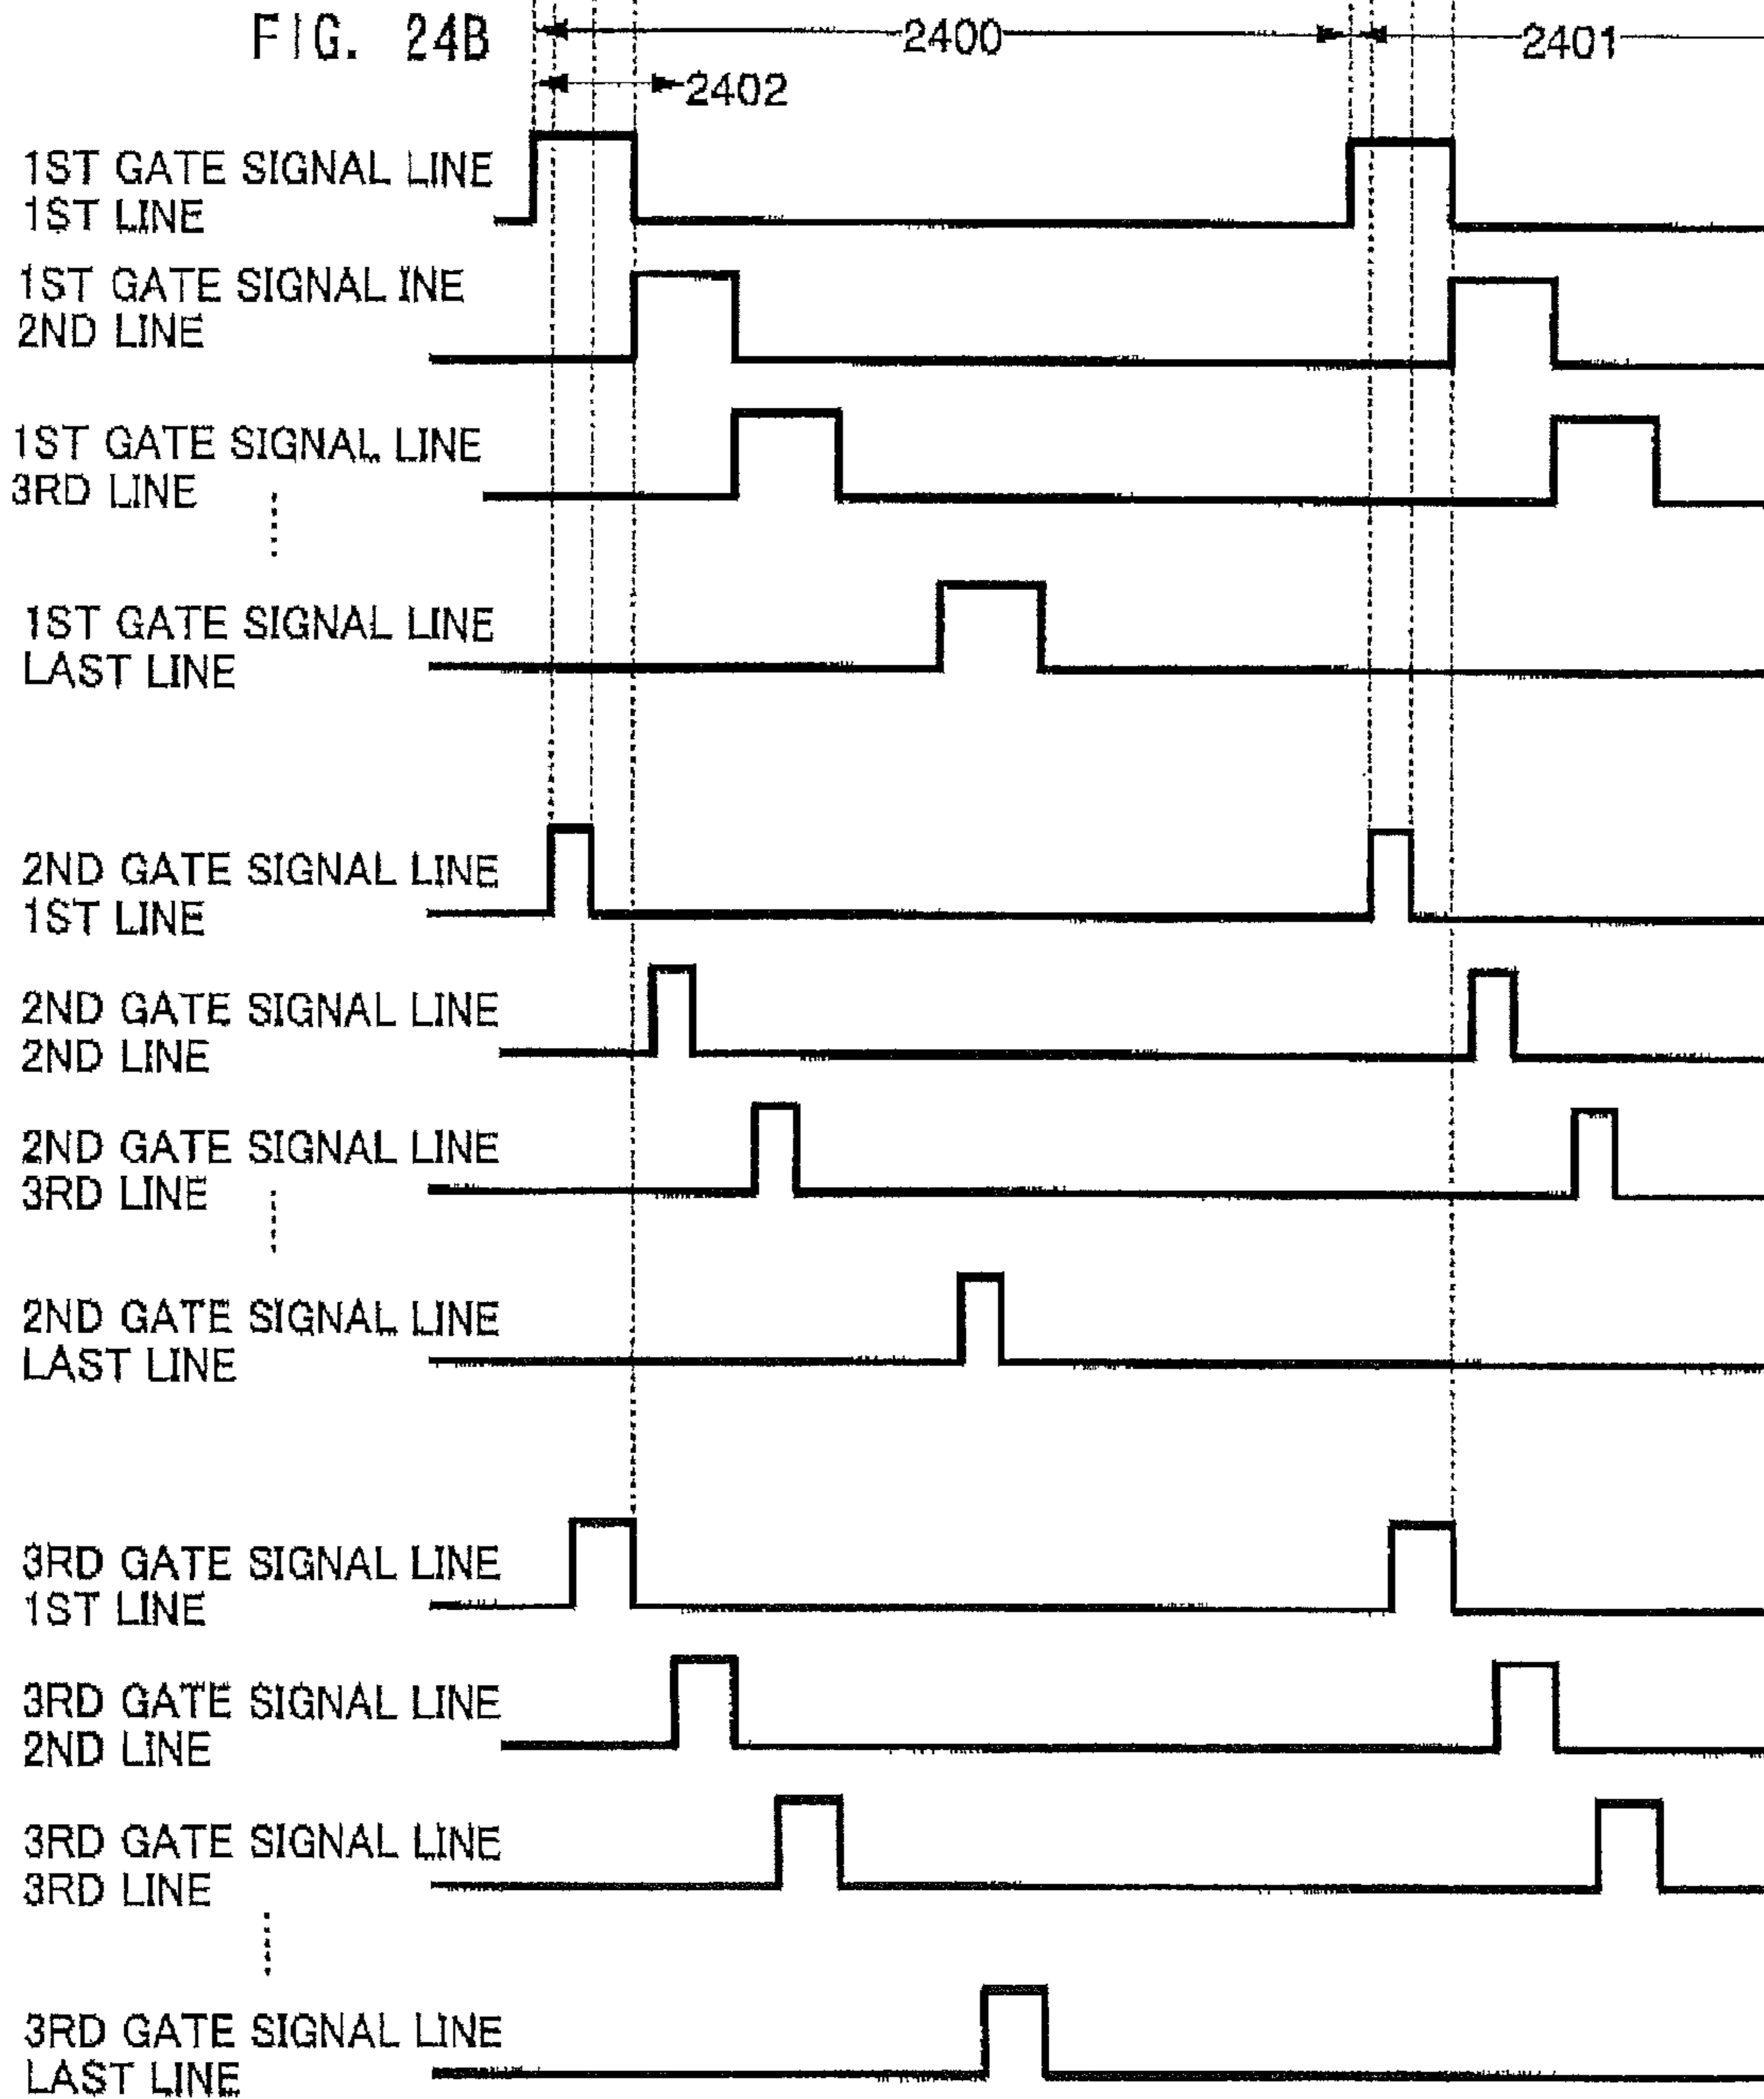 FIG. 24B
2400
2401
2402
1ST GATE SIGNAL LINE
1ST LINE
1ST GATE SIGNAL INE
2ND LINE
1ST GATE SIGNAL LINE
3RD LINE
1ST GATE SIGNAL LINE
LAST LINE
2ND GATE SIGNAL LINE
1ST LINE
2ND GATE SIGNAL LINE
2ND LINE
2ND GATE SIGNAL LINE
3RD LINE
2ND GATE SIGNAL LINE
LAST LINE
3RD GATE SIGNAL LINE
1ST LINE
3RD GATE SIGNAL LINE
2ND LINE
3RD GATE SIGNAL LINE
3RD LINE
3RD GATE SIGNAL LINE
LAST LINE